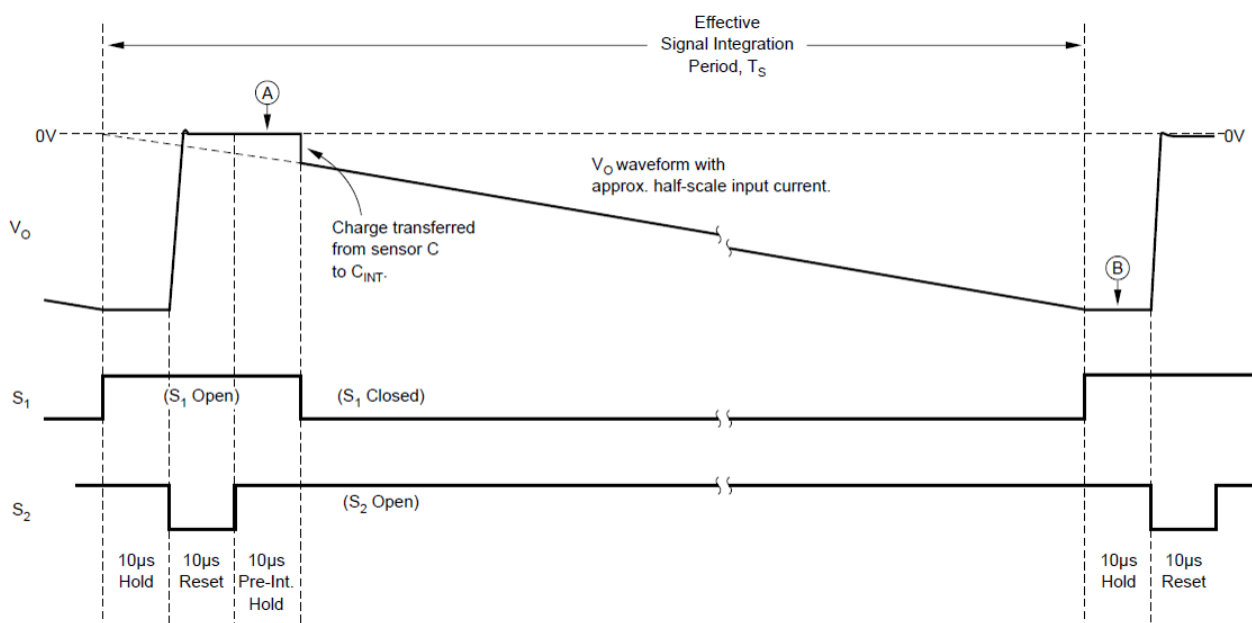 Effective
Signal Integration
Period, T_S
A
0V
0V
V_O waveform with
approx. half-scale input current.
Charge transferred
from sensor C
to C_INT.
V_O
B
S_1
(S_1 Open)
(S_1 Closed)
S_2
(S_2 Open)
10µs
Hold
10µs
Reset
10µs
Pre-Int.
Hold
10µs
Hold
10µs
Reset